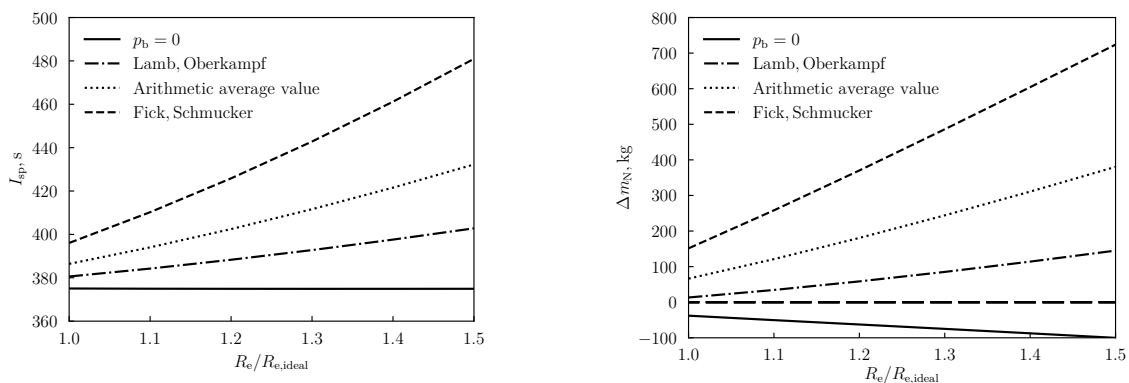 500
480
460
440
420
400
380
360
I_sp, s
p_b = 0
Lamb, Oberkampf
Arithmetic average value
Fick, Schmucker
1.0 1.1 1.2 1.3 1.4 1.5
R_e/R_e,ideal
800
700
600
500
400
300
200
100
0
−100
Δm_N, kg
p_b = 0
Lamb, Oberkampf
Arithmetic average value
Fick, Schmucker
1.0 1.1 1.2 1.3 1.4 1.5
R_e/R_e,ideal